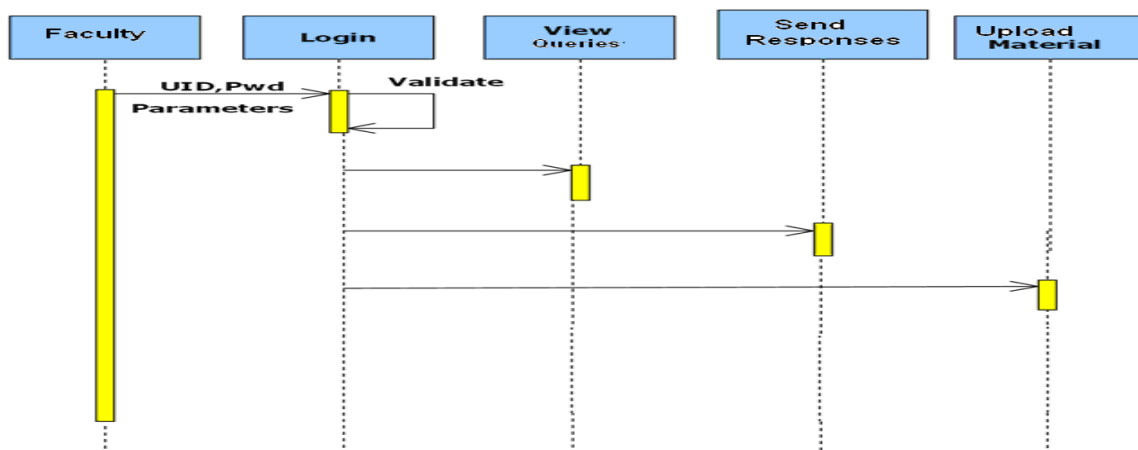 Faculty
Login
View
Queries
Send
Responses
Upload
Material
UID,Pwd
Parameters
Validate